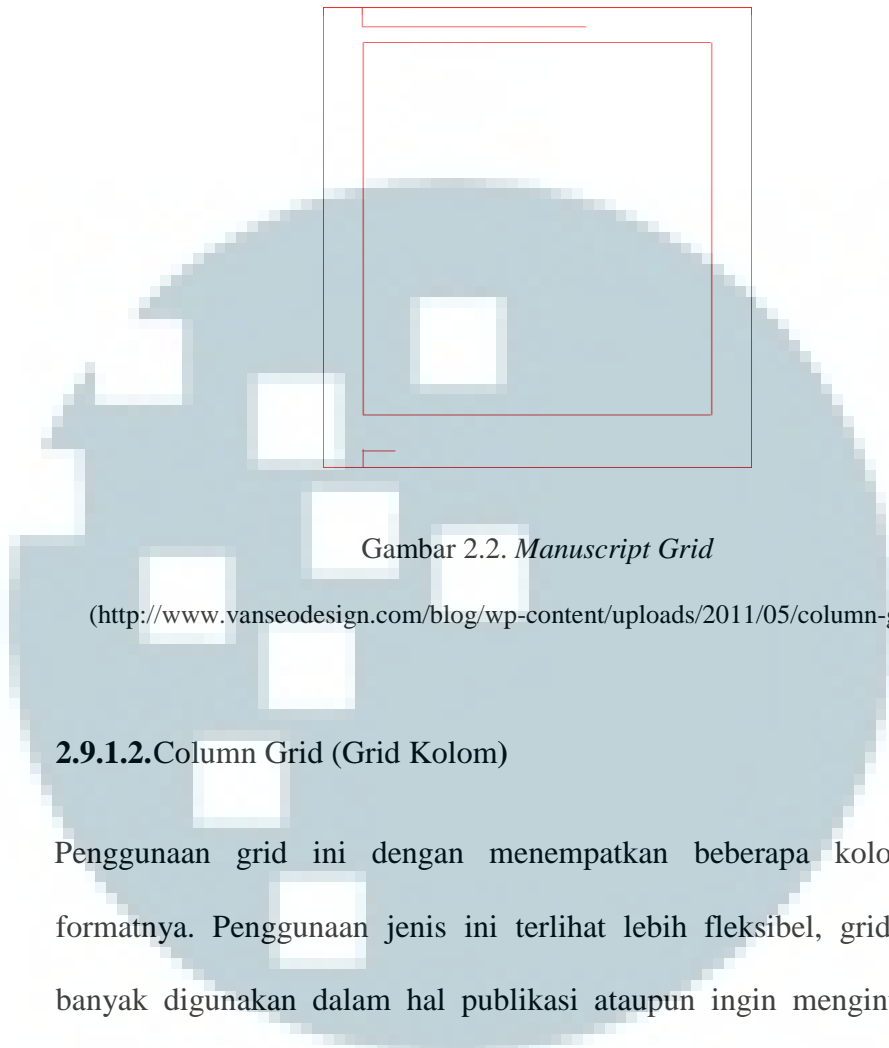 Gambar 2.2. Manuscript Grid
(http://www.vanseodesign.com/blog/wp-content/uploads/2011/05/column-g
2.9.1.2.Column Grid (Grid Kolom)
Penggunaan grid ini dengan menempatkan beberapa kolo
formatnya. Penggunaan jenis ini terlihat lebih fleksibel, grid
banyak digunakan dalam hal publikasi ataupun ingin mengin